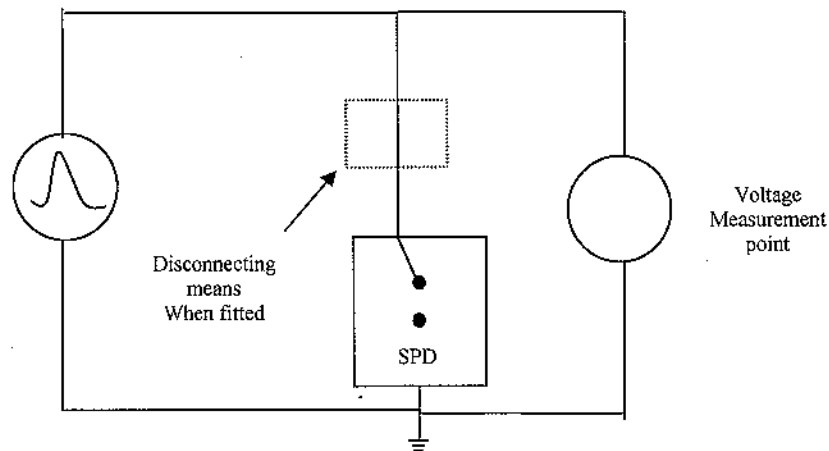 Disconnecting
means
When fitted
SPD
Voltage
Measurement
point